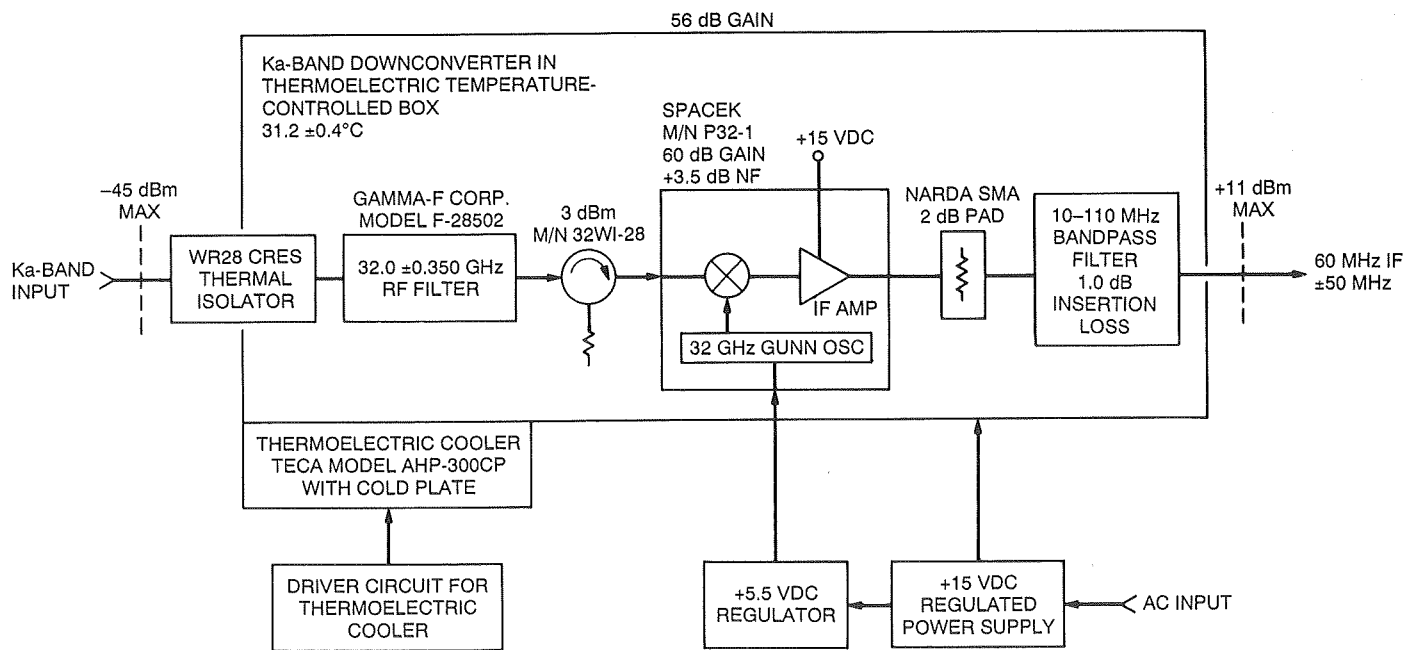 56 dB GAIN
Ka-BAND DOWNCONVERTER IN
THERMOELECTRIC TEMPERATURE-
CONTROLLED BOX
31.2 ±0.4°C
SPACEK
M/N P32-1
60 dB GAIN
+3.5 dB NF
+15 VDC
–45 dBm
MAX
GAMMA-F CORP.
MODEL F-28502
3 dBm
M/N 32WI-28
NARDA SMA
2 dB PAD
+11 dBm
MAX
Ka-BAND
INPUT
WR28 CRES
THERMAL
ISOLATOR
32.0 ±0.350 GHz
RF FILTER
IF AMP
32 GHz GUNN OSC
10–110 MHz
BANDPASS
FILTER
1.0 dB
INSERTION
LOSS
60 MHz IF
±50 MHz
THERMOELECTRIC COOLER
TECA MODEL AHP-300CP
WITH COLD PLATE
DRIVER CIRCUIT FOR
THERMOELECTRIC
COOLER
+5.5 VDC
REGULATOR
+15 VDC
REGULATED
POWER SUPPLY
AC INPUT